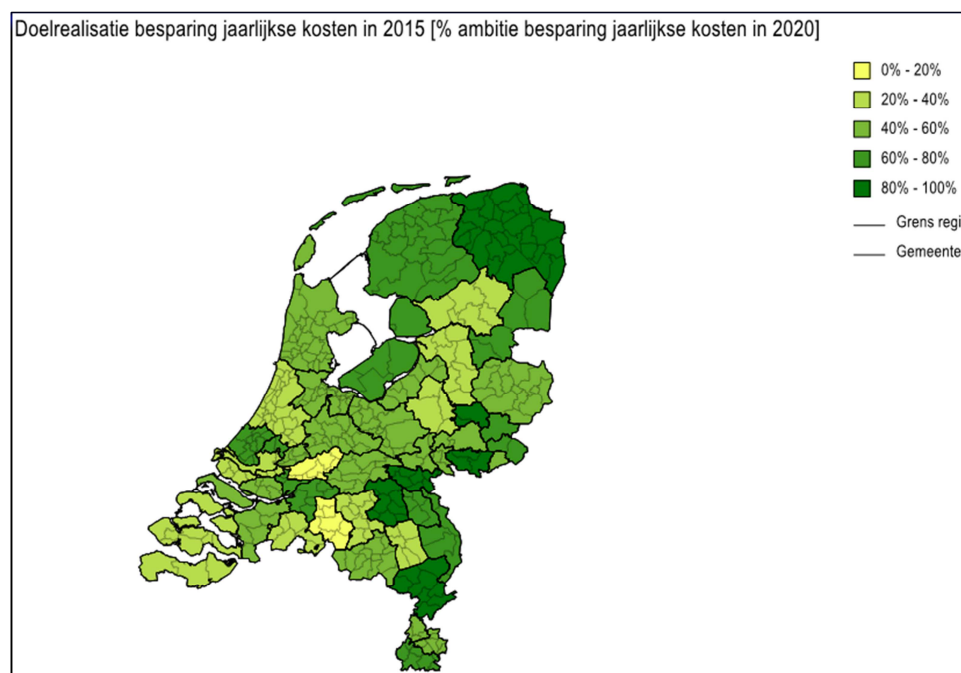 Doelrealisatie besparing jaarlijkse kosten in 2015 [% ambitie besparing jaarlijkse kosten in 2020]
0% - 20%
20% - 40%
40% - 60%
60% - 80%
80% - 100%
Grens regi
Gemeente